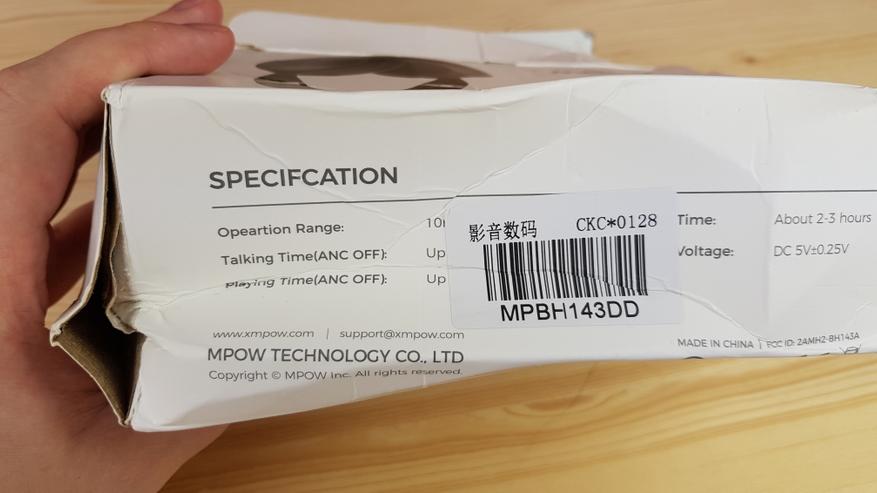 SPECIFCATION
Opeartion Range: 10
Talking Time(ANC OFF): Up
Playing Time(ANC OFF): Up
影音数码 CKC*0128
MPBH143DD
Time: About 2-3 hours
Voltage: DC 5V±0.25V
www.xmpow.com | support@xmpow.com
MPOW TECHNOLOGY CO., LTD
Copyright © MPOW Inc. All rights reserved.
MADE IN CHINA | FCC ID: 2AMH2-BH143A